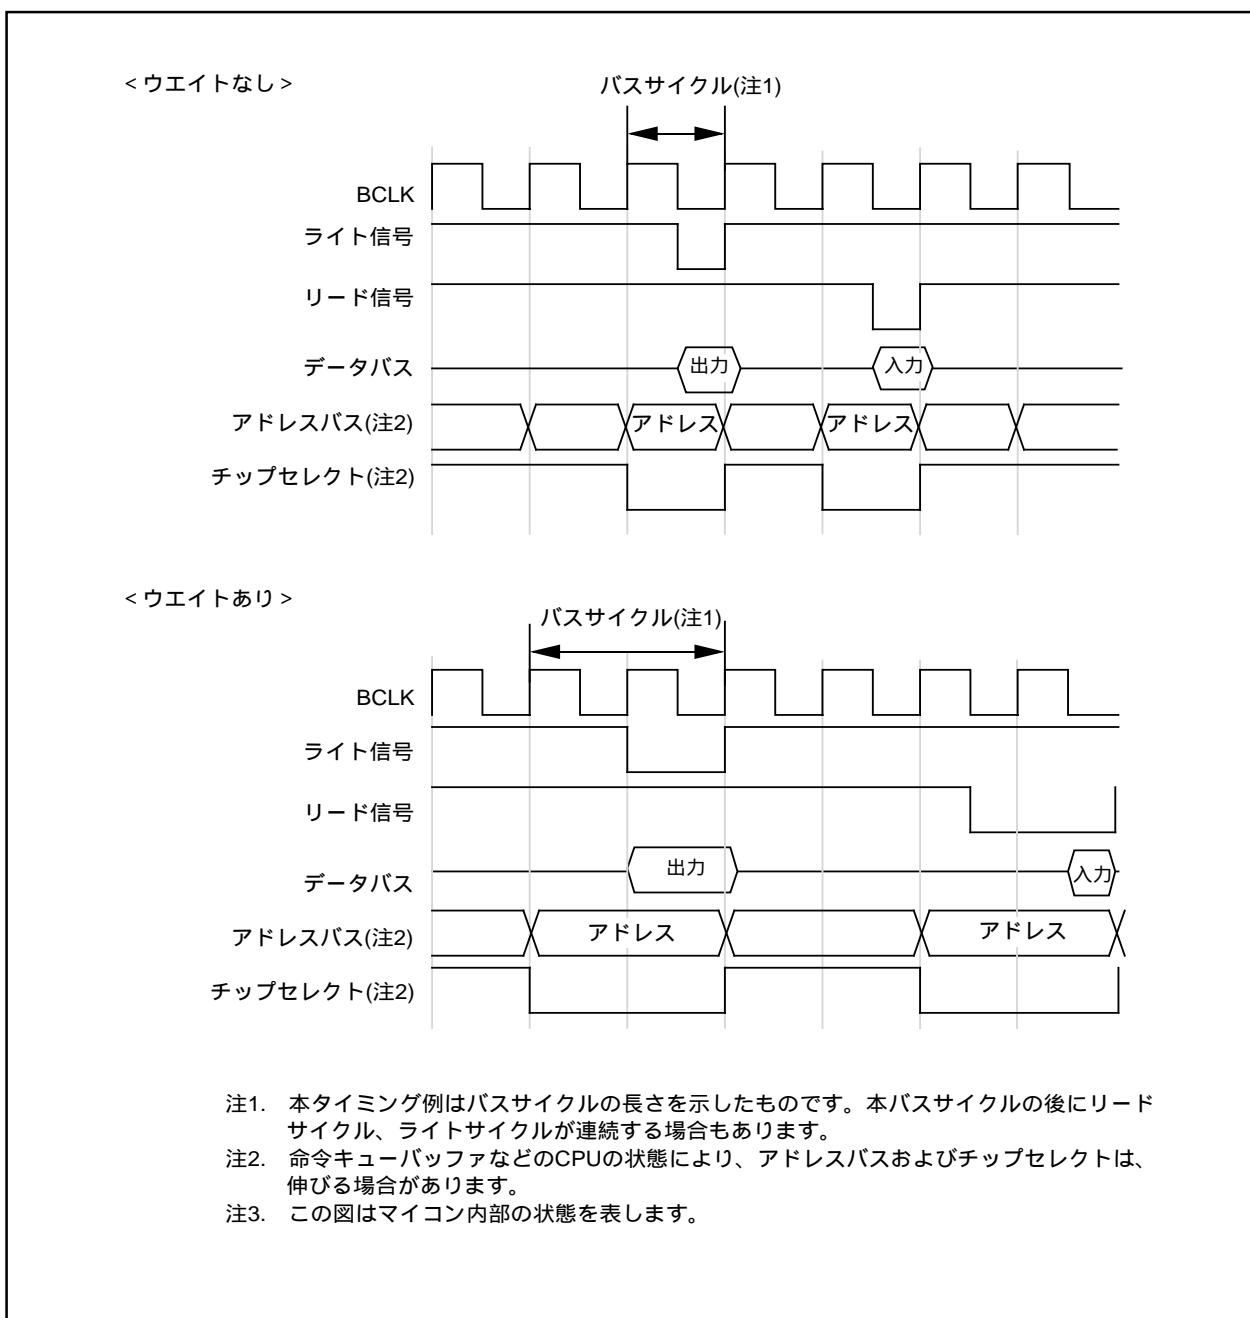 <ウエイトなし>
バスサイクル(注1)
BCLK
ライト信号
リード信号
データバス
出力
入力
アドレスバス(注2)
アドレス
アドレス
チップセレクト(注2)
<ウエイトあり>
バスサイクル(注1)
BCLK
ライト信号
リード信号
データバス
出力
入力
アドレスバス(注2)
アドレス
アドレス
チップセレクト(注2)
注1. 本タイミング例はバスサイクルの長さを示したものです。本バスサイクルの後にリード
サイクル、ライトサイクルが連続する場合もあります。
注2. 命令キューバッファなどのCPUの状態により、アドレスバスおよびチップセレクトは、
伸びる場合があります。
注3. この図はマイコン内部の状態を表します。